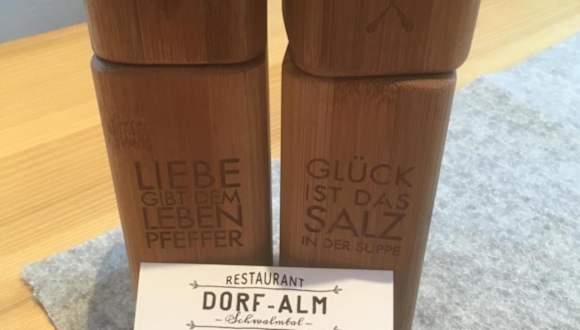 LIEBE
GIBT DEM
LEBEN
PFEFFER
GLÜCK
IST DAS
SALZ
IN DER SUPPE
RESTAURANT
DORF-ALM
Schwalmtal